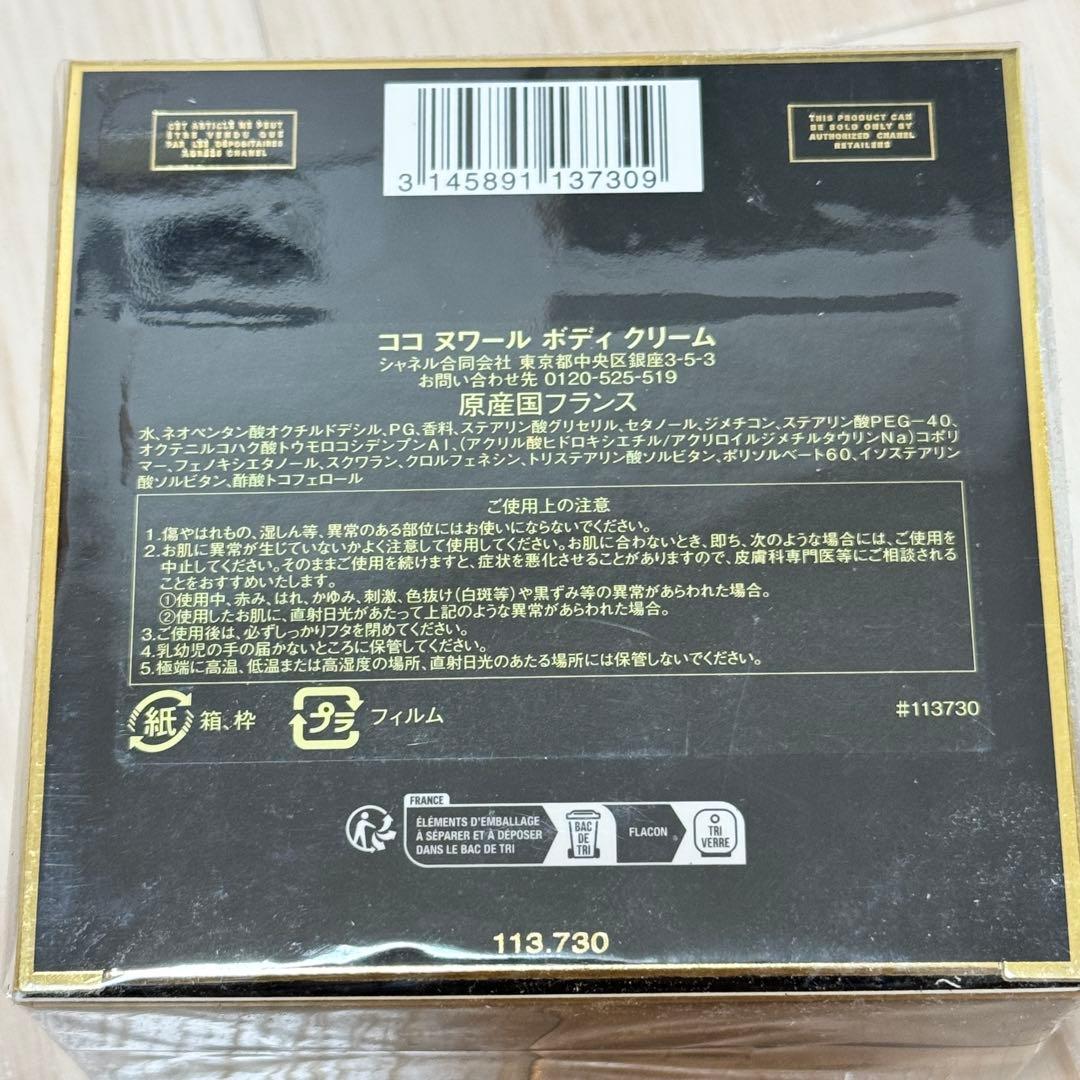 CET ARTICLE NE PEUT
ÊTRE VENDU QUE
PAR LES DÉPOSITAIRES
AGRÉÉS CHANEL
THIS PRODUCT CAN
BE SOLD ONLY BY
AUTHORIZED CHANEL
RETAILERS
3 145891 137309
ココ ヌワール ボディ クリーム
シャネル合同会社 東京都中央区銀座3-5-3
お問い合わせ先 0120-525-519
原産国フランス
水、ネオペンタン酸オクチルドデシル、PG、香料、ステアリン酸グリセリル、セタノール、ジメチコン、ステアリン酸PEG-40、
オクテニルコハク酸トウモロコシデンプンAl、(アクリル酸ヒドロキシエチル/アクリロイルジメチルタウリンNa)コポリ
マー、フェノキシエタノール、スクワラン、クロルフェネシン、トリステアリン酸ソルビタン、ポリソルベート60、イソステアリン
酸ソルビタン、酢酸トコフェロール
ご使用上の注意
1.傷やはれもの、湿しん等、異常のある部位にはお使いにならないでください。
2.お肌に異常が生じていないかよく注意して使用してください。お肌に合わないとき、即ち、次のような場合には、ご使用を
中止してください。そのままご使用を続けますと、症状を悪化させることがありますので、皮膚科専門医等にご相談される
ことをおすすめいたします。
①使用中、赤み、はれ、かゆみ、刺激、色抜け(白斑等)や黒ずみ等の異常があらわれた場合。
②使用したお肌に、直射日光があたって上記のような異常があらわれた場合。
3.ご使用後は、必ずしっかりフタを閉めてください。
4.乳幼児の手の届かないところに保管してください。
5.極端に高温、低温または高湿度の場所、直射日光のあたる場所には保管しないでください。
紙 箱、枠 プラ フィルム #113730
FRANCE
ÉLÉMENTS D'EMBALLAGE
À SÉPARER ET À DÉPOSER
DANS LE BAC DE TRI
BAC
DE
TRI
FLACON
TRI
VERRE
113.730